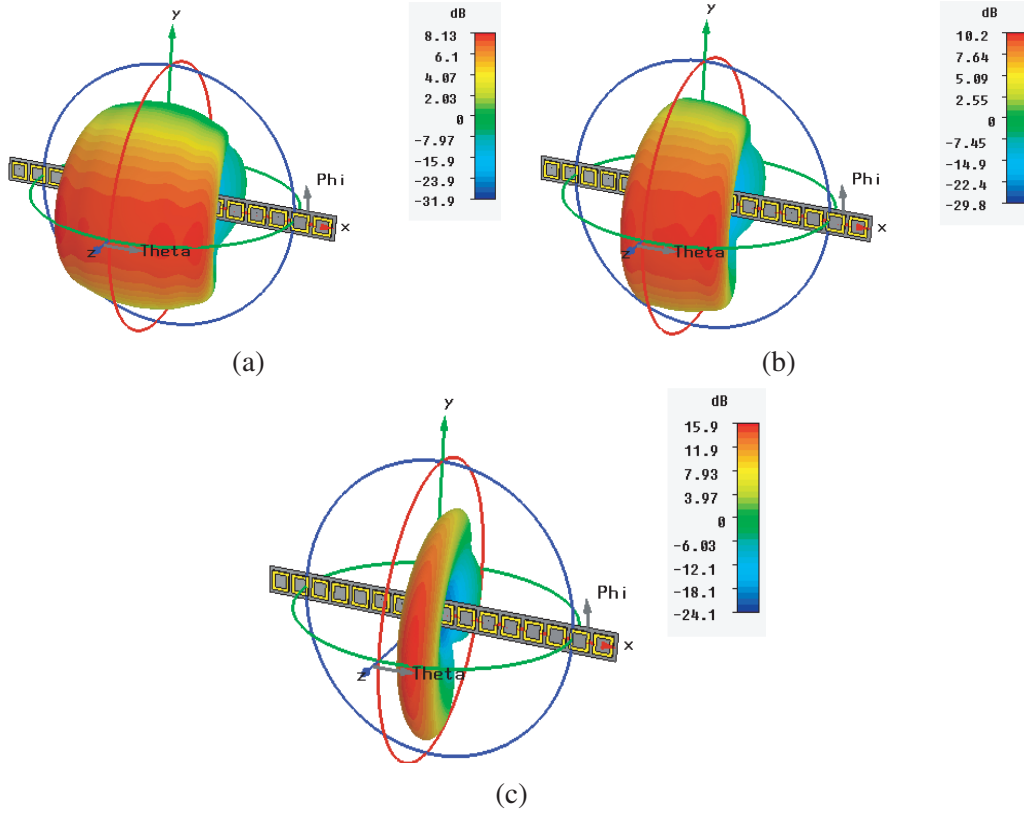 y
dB
8.13
6.1
4.07
2.03
0
-7.97
-15.9
-23.9
-31.9
Phi
x
z
Theta
(a)
y
dB
10.2
7.64
5.09
2.55
0
-7.45
-14.9
-22.4
-29.8
Phi
x
z
Theta
(b)
y
dB
15.9
11.9
7.93
3.97
0
-6.03
-12.1
-18.1
-24.1
Phi
x
z
Theta
(c)